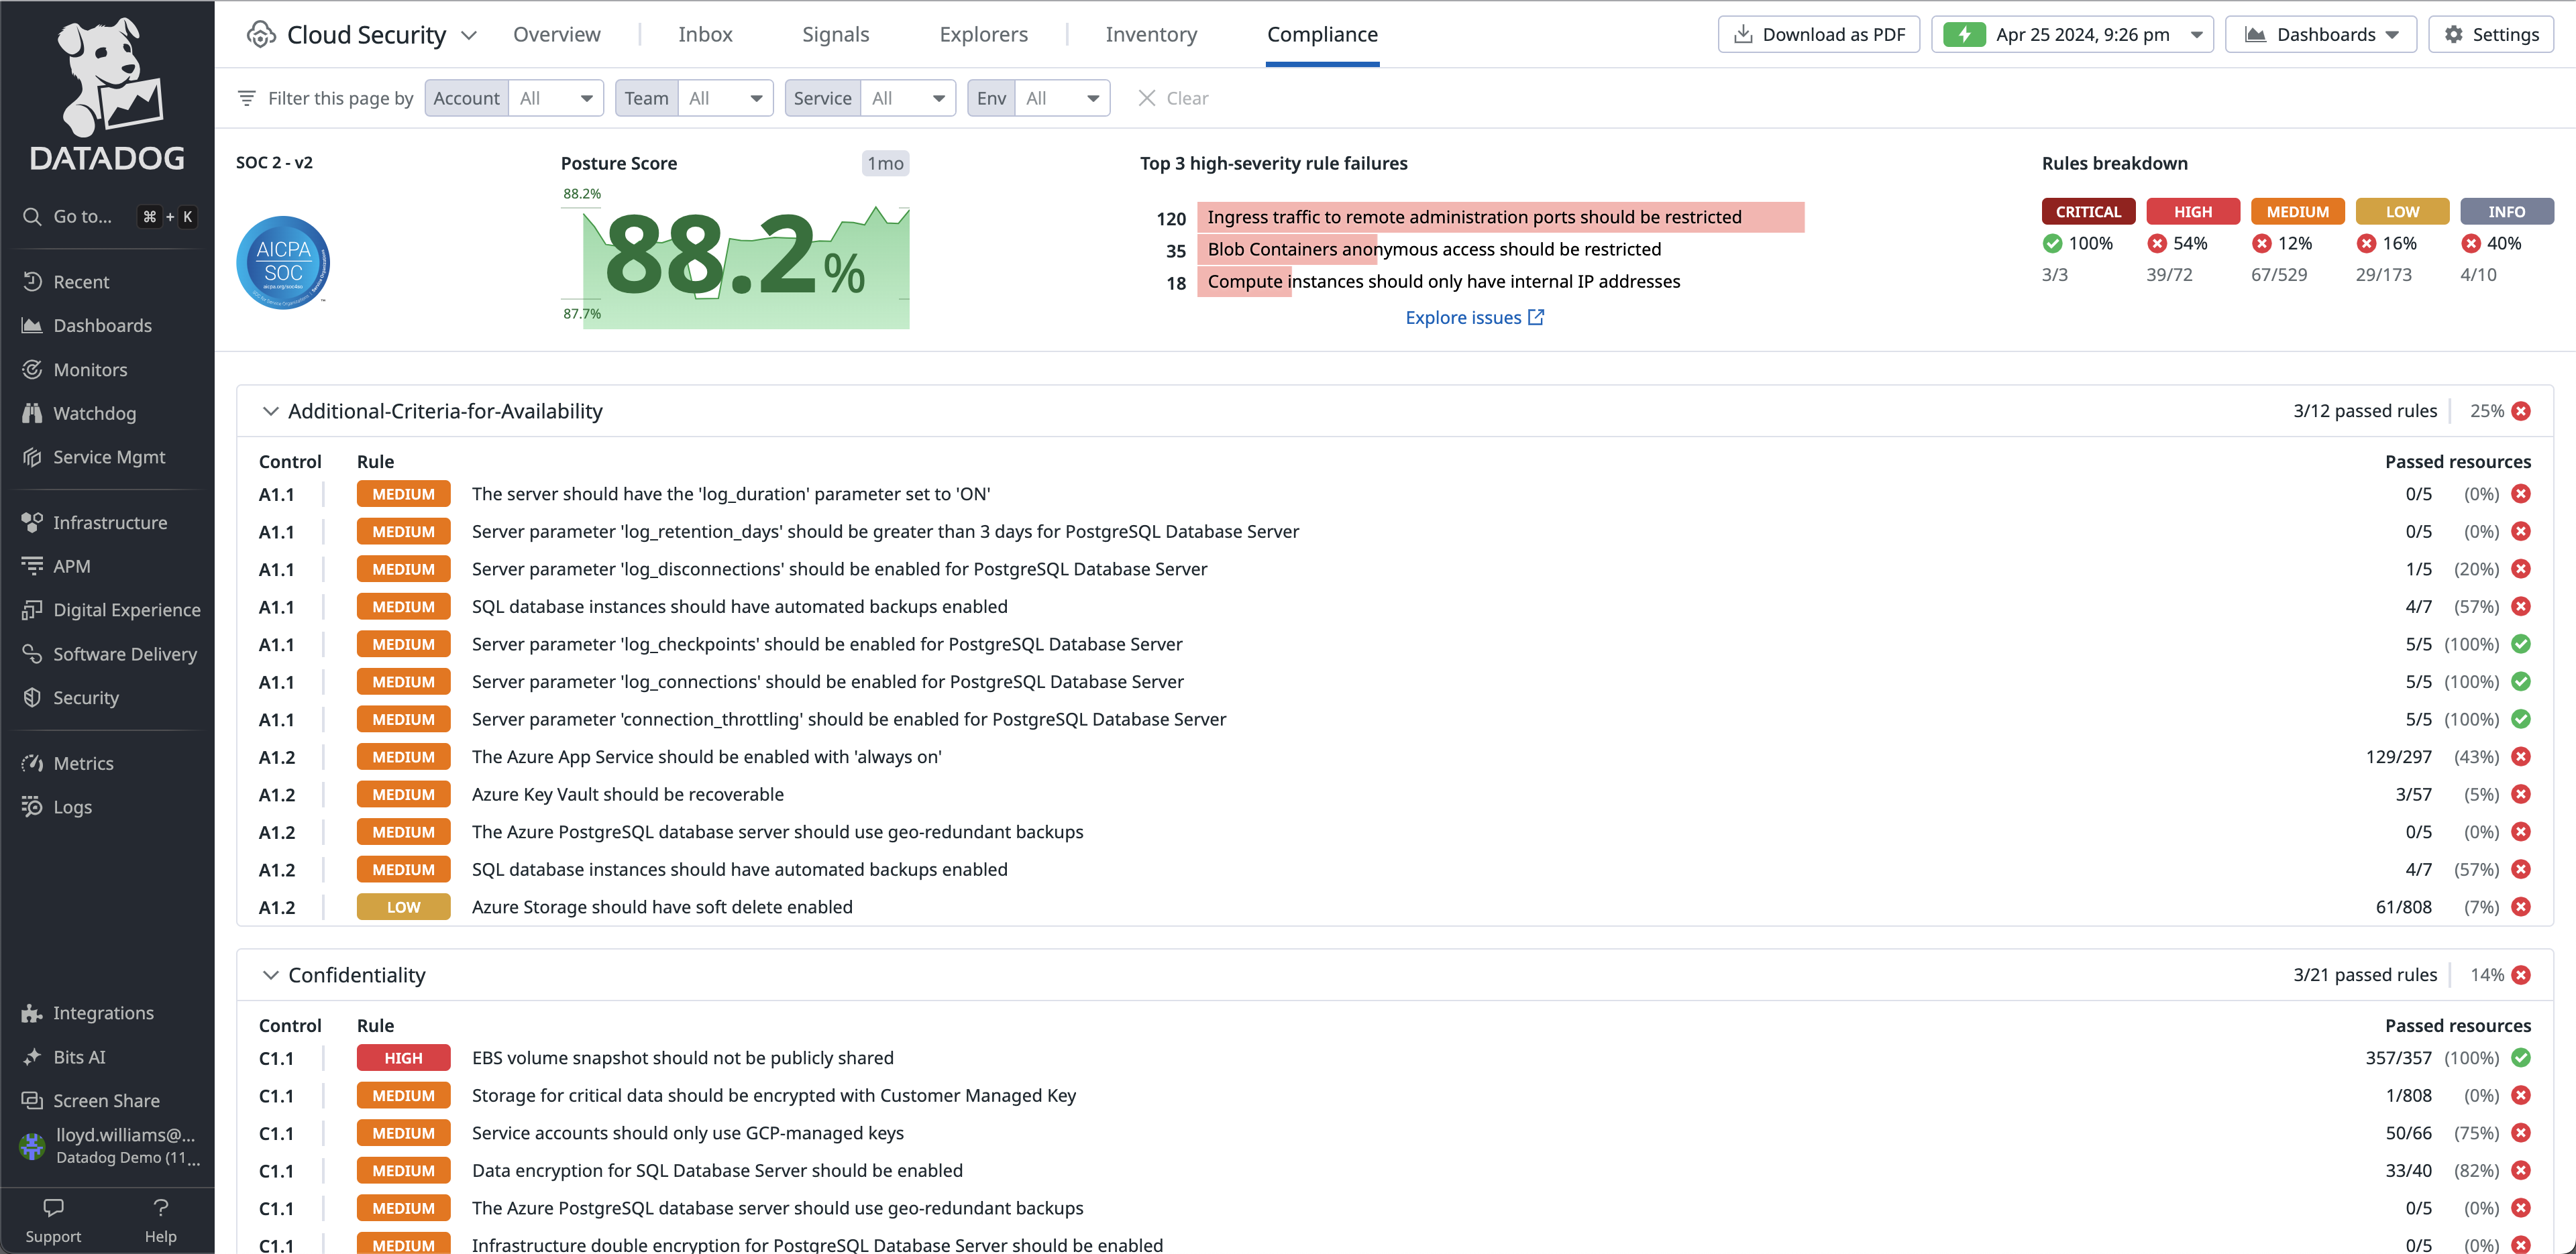 DATADOG
Go to... ⌘ + K
Recent
Dashboards
Monitors
Watchdog
Service Mgmt
Infrastructure
APM
Digital Experience
Software Delivery
Security
Metrics
Logs
Integrations
Bits AI
Screen Share
lloyd.williams@...
Datadog Demo (11...
Support Help
Cloud Security Overview Inbox Signals Explorers Inventory Compliance Download as PDF Apr 25 2024, 9:26 pm Dashboards Settings
Filter this page by Account All Team All Service All Env All Clear
SOC 2 - v2
AICPA
SOC
Posture Score 1mo
88.2%
88.2%
87.7%
Top 3 high-severity rule failures
120 Ingress traffic to remote administration ports should be restricted
35 Blob Containers anonymous access should be restricted
18 Compute instances should only have internal IP addresses
Explore issues
Rules breakdown
CRITICAL HIGH MEDIUM LOW INFO
100% 54% 12% 16% 40%
3/3 39/72 67/529 29/173 4/10
Additional-Criteria-for-Availability 3/12 passed rules 25%
Control Rule Passed resources
A1.1 MEDIUM The server should have the 'log_duration' parameter set to 'ON' 0/5 (0%)
A1.1 MEDIUM Server parameter 'log_retention_days' should be greater than 3 days for PostgreSQL Database Server 0/5 (0%)
A1.1 MEDIUM Server parameter 'log_disconnections' should be enabled for PostgreSQL Database Server 1/5 (20%)
A1.1 MEDIUM SQL database instances should have automated backups enabled 4/7 (57%)
A1.1 MEDIUM Server parameter 'log_checkpoints' should be enabled for PostgreSQL Database Server 5/5 (100%)
A1.1 MEDIUM Server parameter 'log_connections' should be enabled for PostgreSQL Database Server 5/5 (100%)
A1.1 MEDIUM Server parameter 'connection_throttling' should be enabled for PostgreSQL Database Server 5/5 (100%)
A1.2 MEDIUM The Azure App Service should be enabled with 'always on' 129/297 (43%)
A1.2 MEDIUM Azure Key Vault should be recoverable 3/57 (5%)
A1.2 MEDIUM The Azure PostgreSQL database server should use geo-redundant backups 0/5 (0%)
A1.2 MEDIUM SQL database instances should have automated backups enabled 4/7 (57%)
A1.2 LOW Azure Storage should have soft delete enabled 61/808 (7%)
Confidentiality 3/21 passed rules 14%
Control Rule Passed resources
C1.1 HIGH EBS volume snapshot should not be publicly shared 357/357 (100%)
C1.1 MEDIUM Storage for critical data should be encrypted with Customer Managed Key 1/808 (0%)
C1.1 MEDIUM Service accounts should only use GCP-managed keys 50/66 (75%)
C1.1 MEDIUM Data encryption for SQL Database Server should be enabled 33/40 (82%)
C1.1 MEDIUM The Azure PostgreSQL database server should use geo-redundant backups 0/5 (0%)
C1.1 MEDIUM Infrastructure double encryption for PostgreSQL Database Server should be enabled 0/5 (0%)